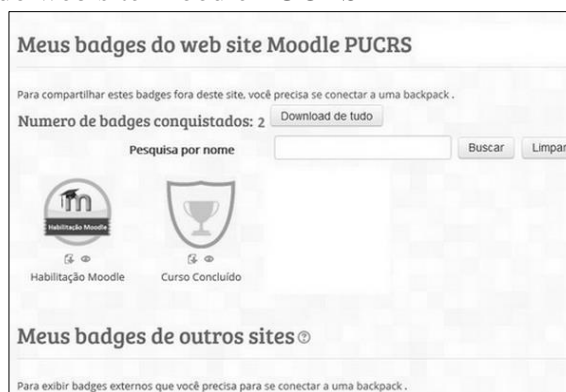 Meus badges do web site Moodle PUCRS
Para compartilhar estes badges fora deste site, você precisa se conectar a uma backpack .
Numero de badges conquistados: 2 Download de tudo
Pesquisa por nome Buscar Limpar
m
Habilitação Moodle
Habilitação Moodle Curso Concluído
Meus badges de outros sites ?
Para exibir badges externos que você precisa para se conectar a uma backpack .